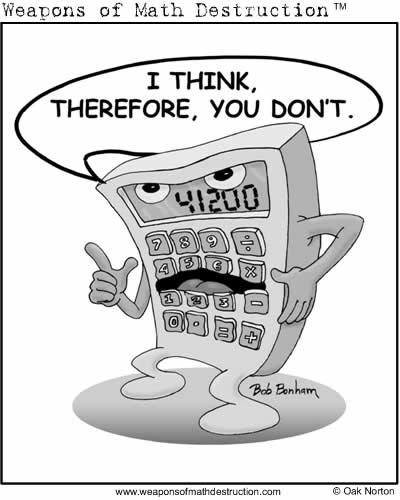 Weapons of Math Destruction™
I THINK,
THEREFORE, YOU DON'T.
41200
7 8 9 ÷
4 5 6 X
1 2 3 -
0 . = +
Bob Bonham
www.weaponsofmathdestruction.com © Oak Norton